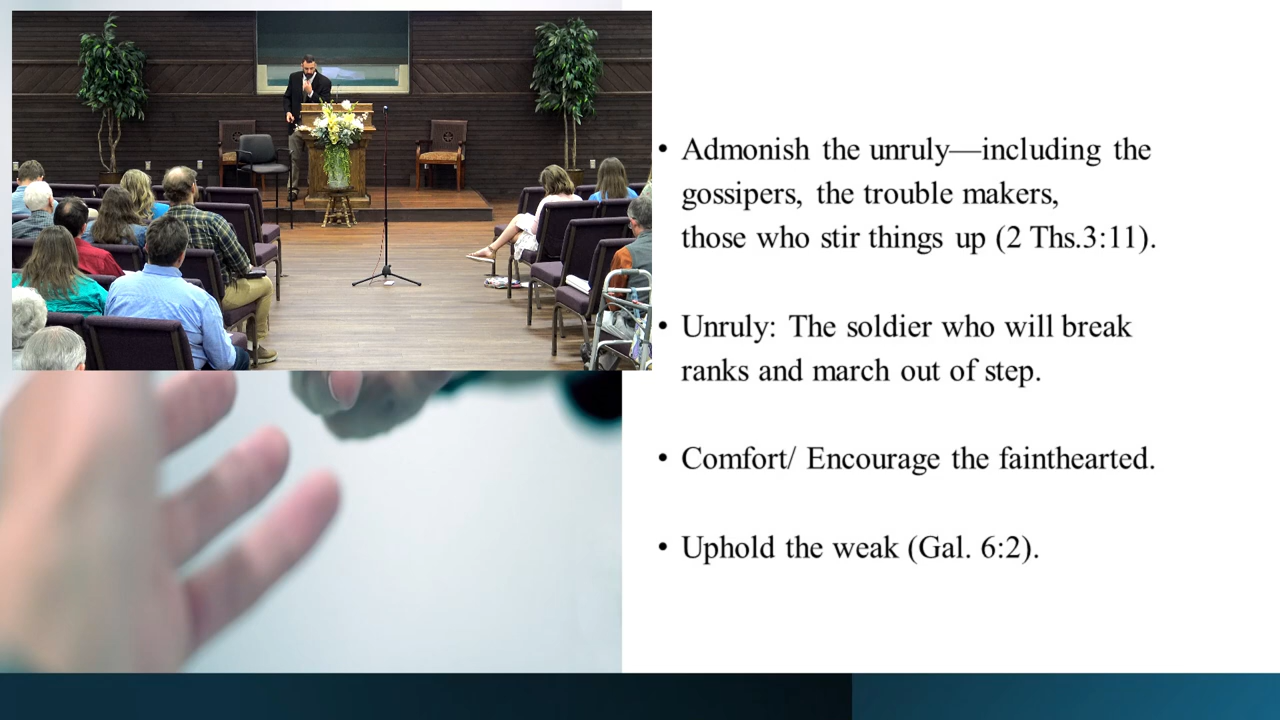 • Admonish the unruly—including the
gossipers, the trouble makers,
those who stir things up (2 Ths.3:11).
• Unruly: The soldier who will break
ranks and march out of step.
• Comfort/ Encourage the fainthearted.
• Uphold the weak (Gal. 6:2).